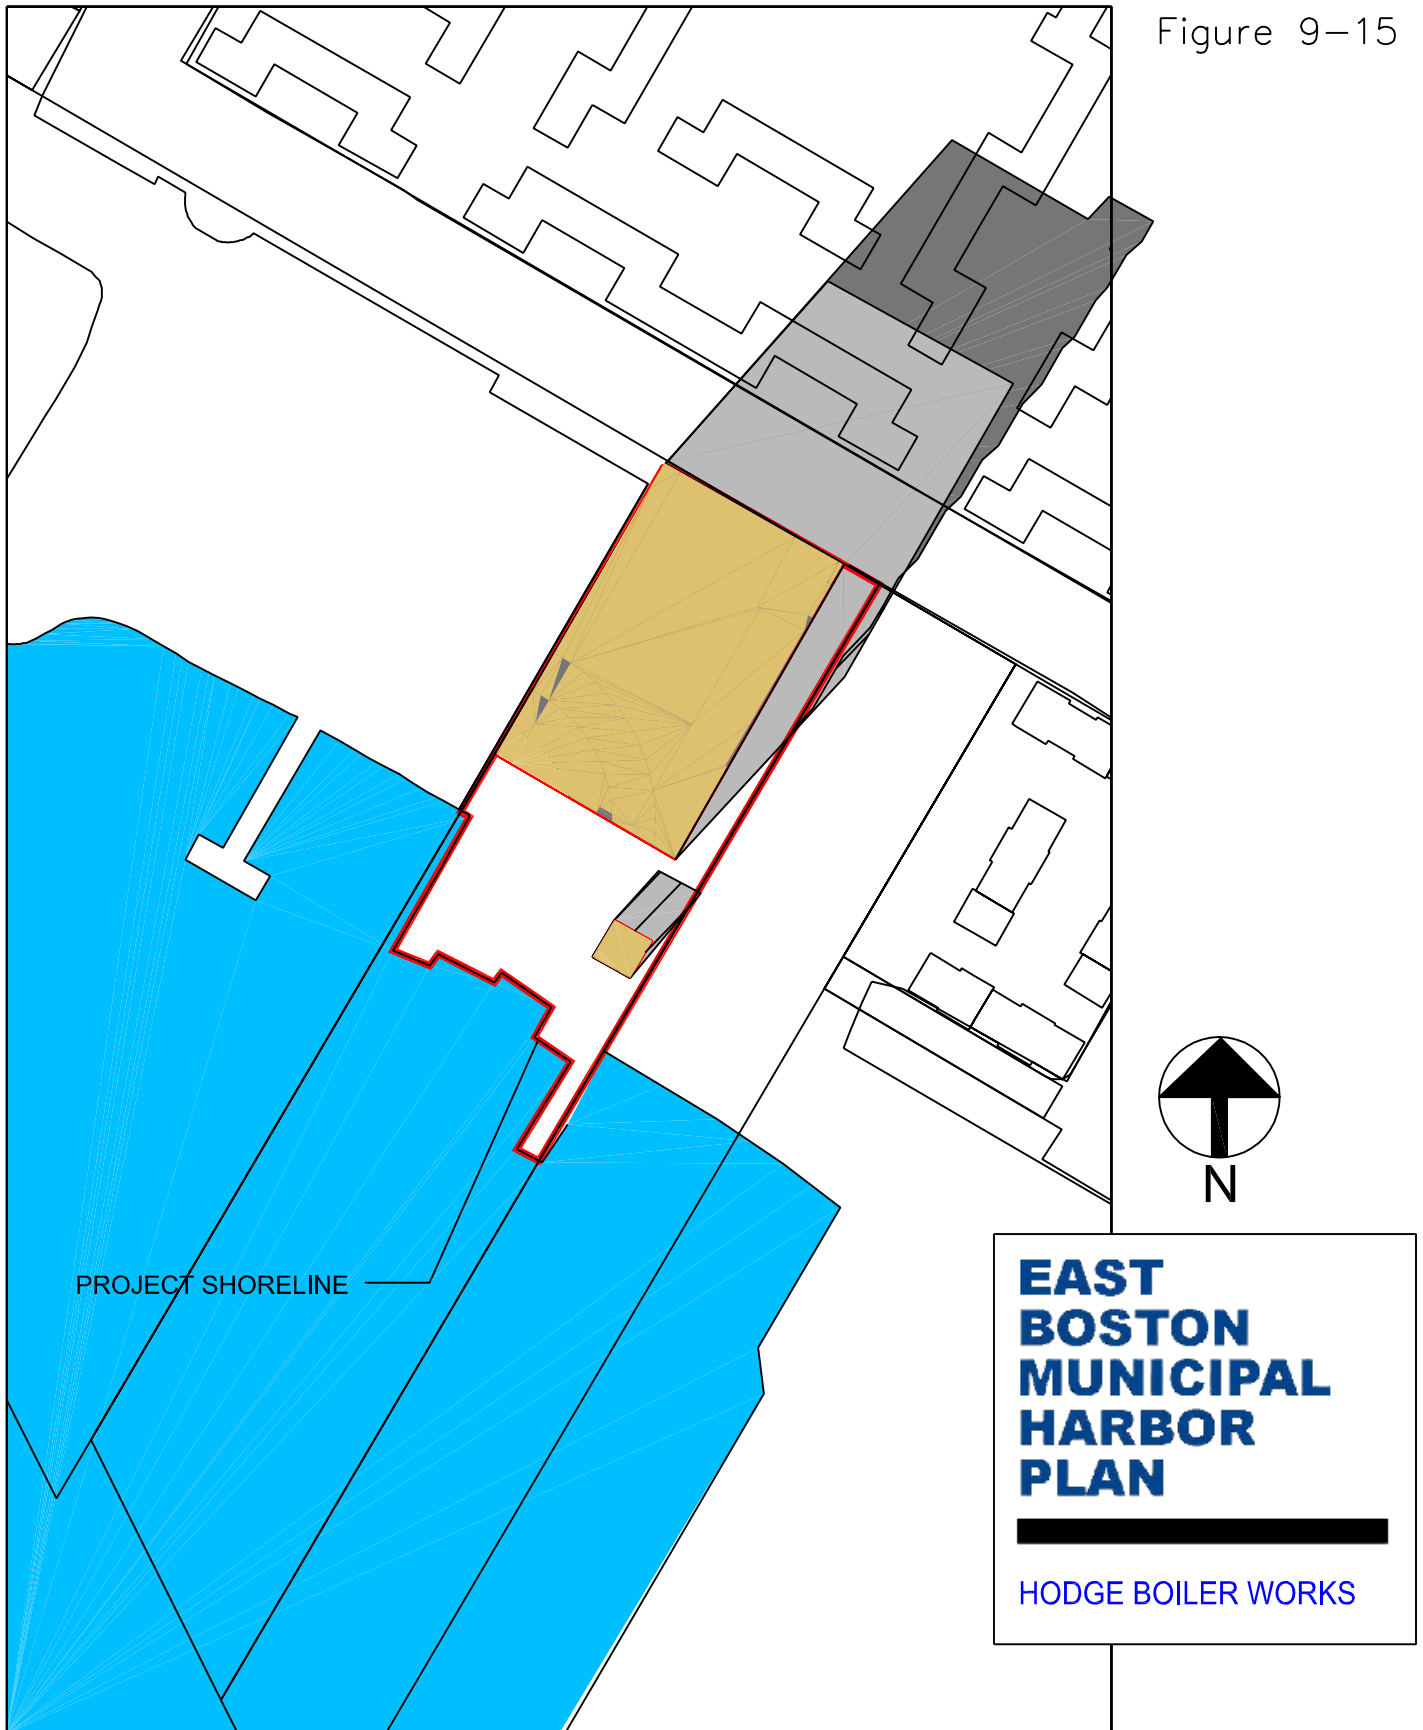 Figure 9-15
PROJECT SHORELINE
N
EAST
BOSTON
MUNICIPAL
HARBOR
PLAN
HODGE BOILER WORKS